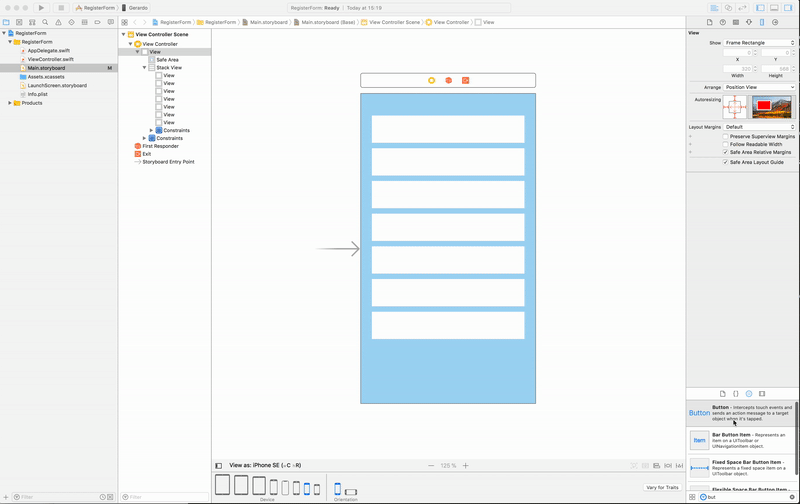 RegisterForm
Gerardo
RegisterForm: Ready
Today at 16:19
RegisterForm
RegisterForm
Main.storyboard
Main.storyboard (Base)
View Controller Scene
View Controller
View
RegisterForm
RegisterForm
AppDelegate.swift
ViewController.swift
Main.storyboard
M
Assets.xcassets
LaunchScreen.storyboard
Info.plist
Products
View Controller Scene
View Controller
View
Safe Area
Stack View
View
View
View
View
View
View
View
Constraints
Constraints
First Responder
Exit
Storyboard Entry Point
View
Show
Frame Rectangle
0
0
X
Y
320
568
Width
Height
Arrange
Position View
Autoresizing
Layout Margins
Default
Preserve Superview Margins
Follow Readable Width
Safe Area Relative Margins
Safe Area Layout Guide
Button
Button - Intercepts touch events and
sends an action message to a target
object when it's tapped.
Item
Bar Button Item - Represents an
item on a UIToolbar or
UINavigationItem object.
Fixed Space Bar Button Item -
Represents a fixed space item on a
UIToolbar object.
Flexible Space Bar Button Item -
but
View as: iPhone SE (wC hR)
125 %
Device
Orientation
Vary for Traits
Filter
Filter